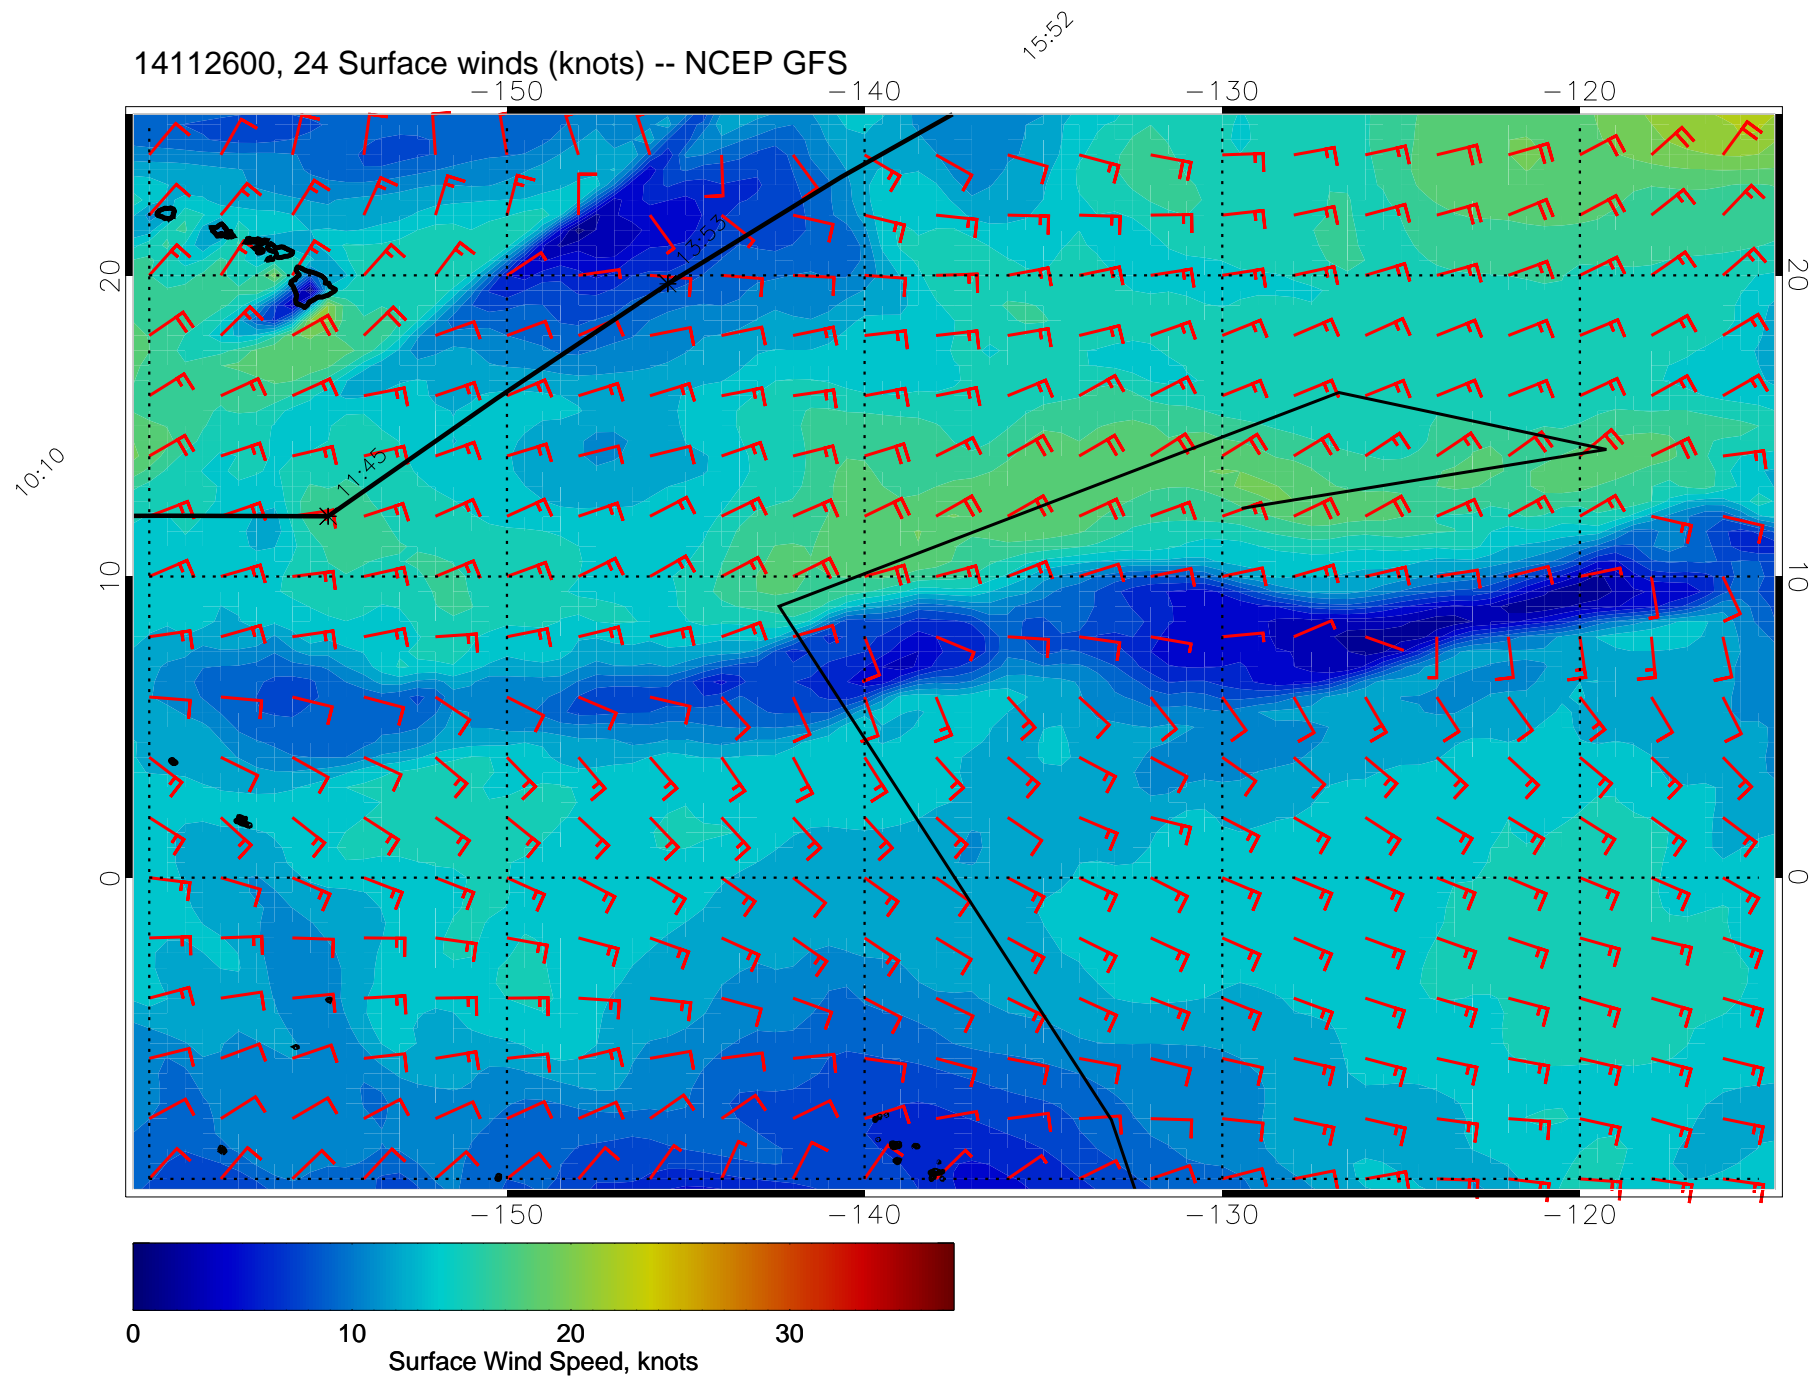 15:52
14112600, 24 Surface winds (knots) -- NCEP GFS
-150 -140 -130 -120
20 20
13:53
10:10
11:45
10 10
0 0
-150 -140 -130 -120
0 10 20 30
Surface Wind Speed, knots